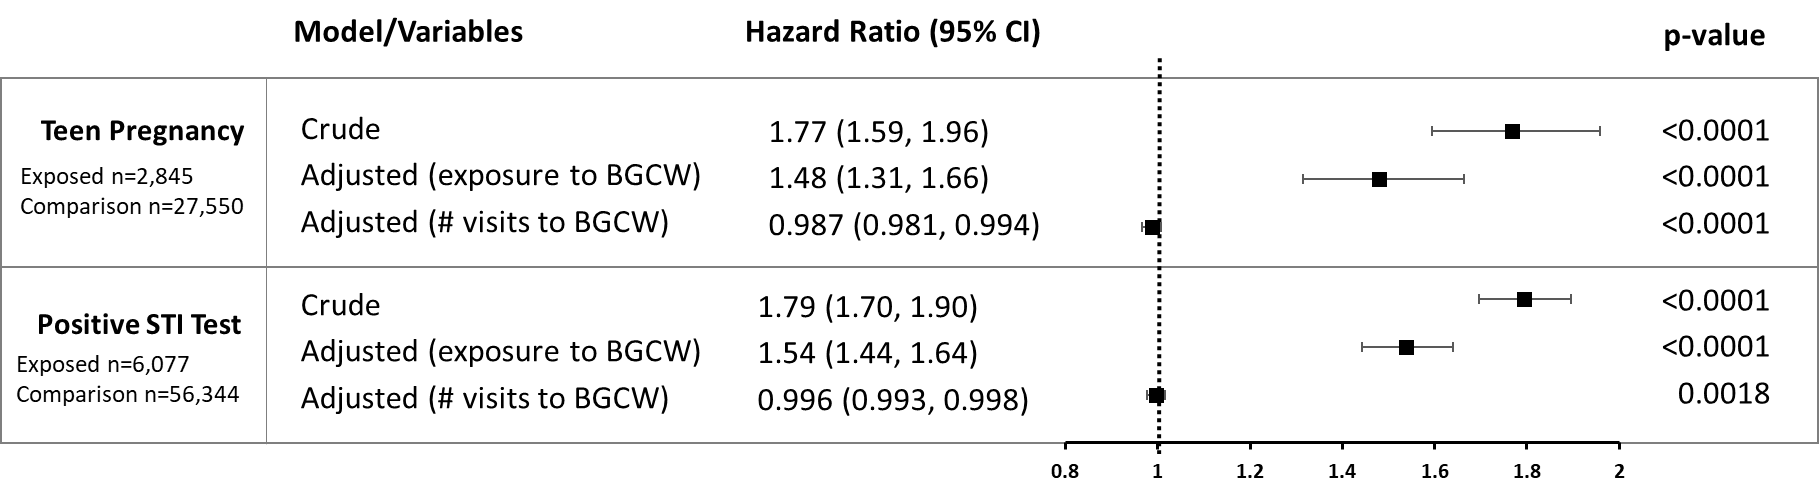 Model/Variables Hazard Ratio (95% CI) p-value
Teen Pregnancy
Exposed n=2,845
Comparison n=27,550
Crude 1.77 (1.59, 1.96) <0.0001
Adjusted (exposure to BGCW) 1.48 (1.31, 1.66) <0.0001
Adjusted (# visits to BGCW) 0.987 (0.981, 0.994) <0.0001
Positive STI Test
Exposed n=6,077
Comparison n=56,344
Crude 1.79 (1.70, 1.90) <0.0001
Adjusted (exposure to BGCW) 1.54 (1.44, 1.64) <0.0001
Adjusted (# visits to BGCW) 0.996 (0.993, 0.998) 0.0018
0.8 1 1.2 1.4 1.6 1.8 2